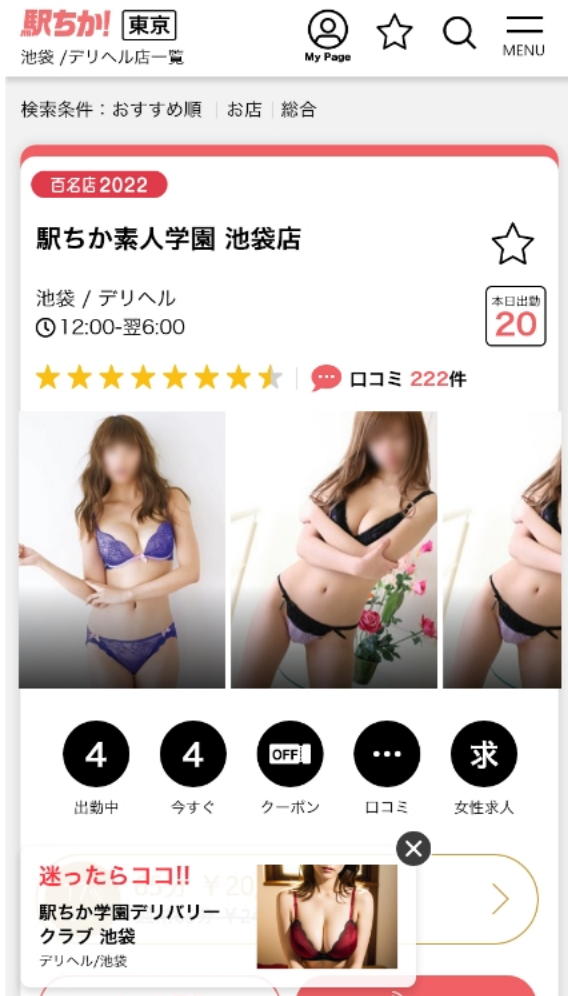 駅ちか! 東京
池袋 /デリヘル店一覧
My Page
MENU
検索条件:おすすめ順 お店 総合
百名店2022
駅ちか素人学園 池袋店
池袋 / デリヘル
12:00-翌6:00
本日出勤
20
口コミ 222件
4
4
OFF
求
出勤中
今すぐ
クーポン
口コミ
女性求人
迷ったらココ!!
駅ちか学園デリバリー
クラブ 池袋
デリヘル/池袋